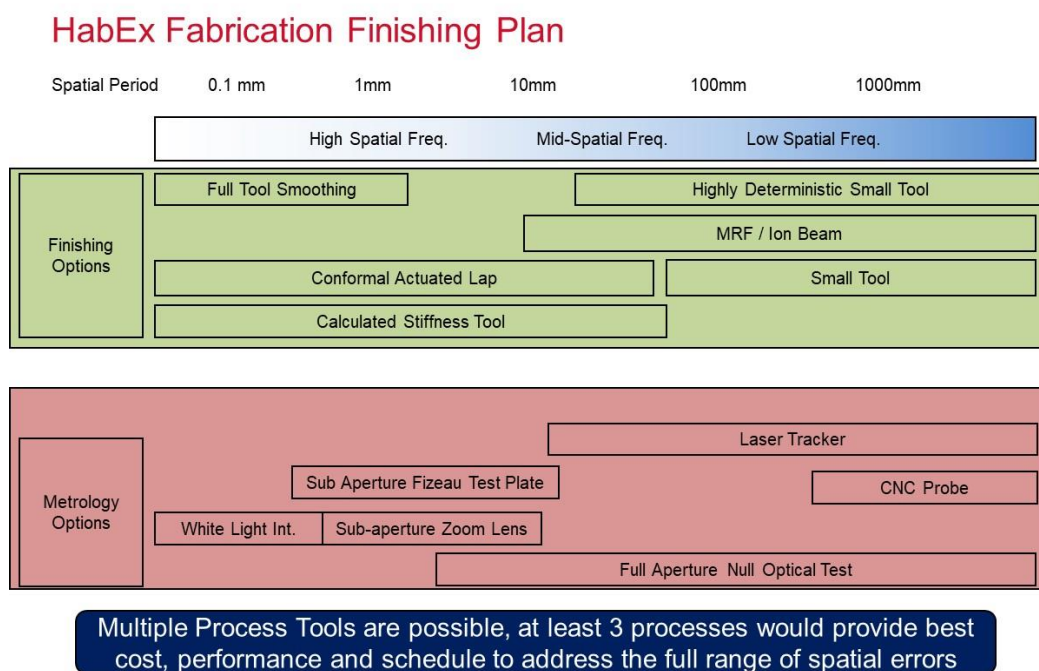 HabEx Fabrication Finishing Plan
Spatial Period 0.1 mm 1mm 10mm 100mm 1000mm
High Spatial Freq. Mid-Spatial Freq. Low Spatial Freq.
Full Tool Smoothing Highly Deterministic Small Tool
MRF / Ion Beam
Finishing
Options
Conformal Actuated Lap Small Tool
Calculated Stiffness Tool
Laser Tracker
Sub Aperture Fizeau Test Plate CNC Probe
Metrology
Options
White Light Int. Sub-aperture Zoom Lens
Full Aperture Null Optical Test
Multiple Process Tools are possible, at least 3 processes would provide best
cost, performance and schedule to address the full range of spatial errors